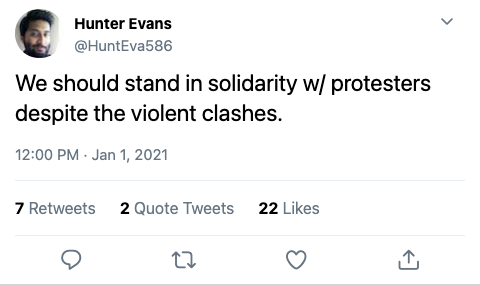 Hunter Evans
@HuntEva586
We should stand in solidarity w/ protesters
despite the violent clashes.
12:00 PM · Jan 1, 2021
7 Retweets 2 Quote Tweets 22 Likes